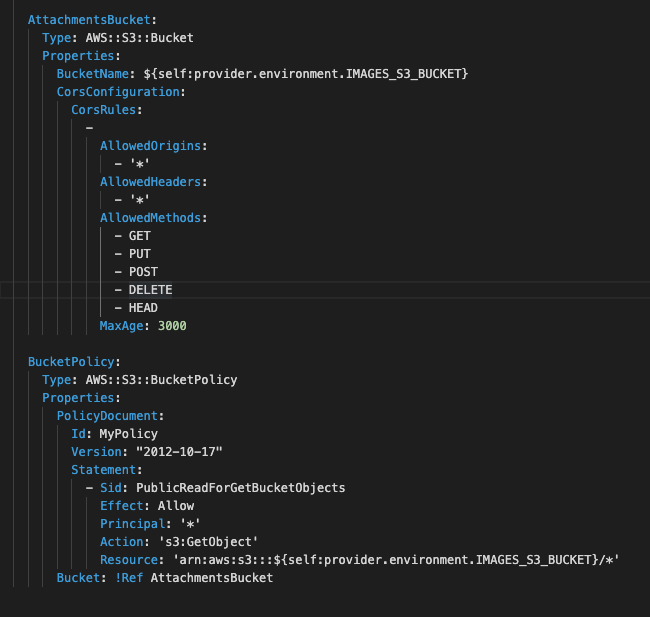 AttachmentsBucket:
Type: AWS::S3::Bucket
Properties:
BucketName: ${self:provider.environment.IMAGES_S3_BUCKET}
CorsConfiguration:
CorsRules:
-
AllowedOrigins:
- '*'
AllowedHeaders:
- '*'
AllowedMethods:
- GET
- PUT
- POST
- DELETE
- HEAD
MaxAge: 3000
BucketPolicy:
Type: AWS::S3::BucketPolicy
Properties:
PolicyDocument:
Id: MyPolicy
Version: "2012-10-17"
Statement:
- Sid: PublicReadForGetBucketObjects
Effect: Allow
Principal: '*'
Action: 's3:GetObject'
Resource: 'arn:aws:s3:::${self:provider.environment.IMAGES_S3_BUCKET}/*'
Bucket: !Ref AttachmentsBucket